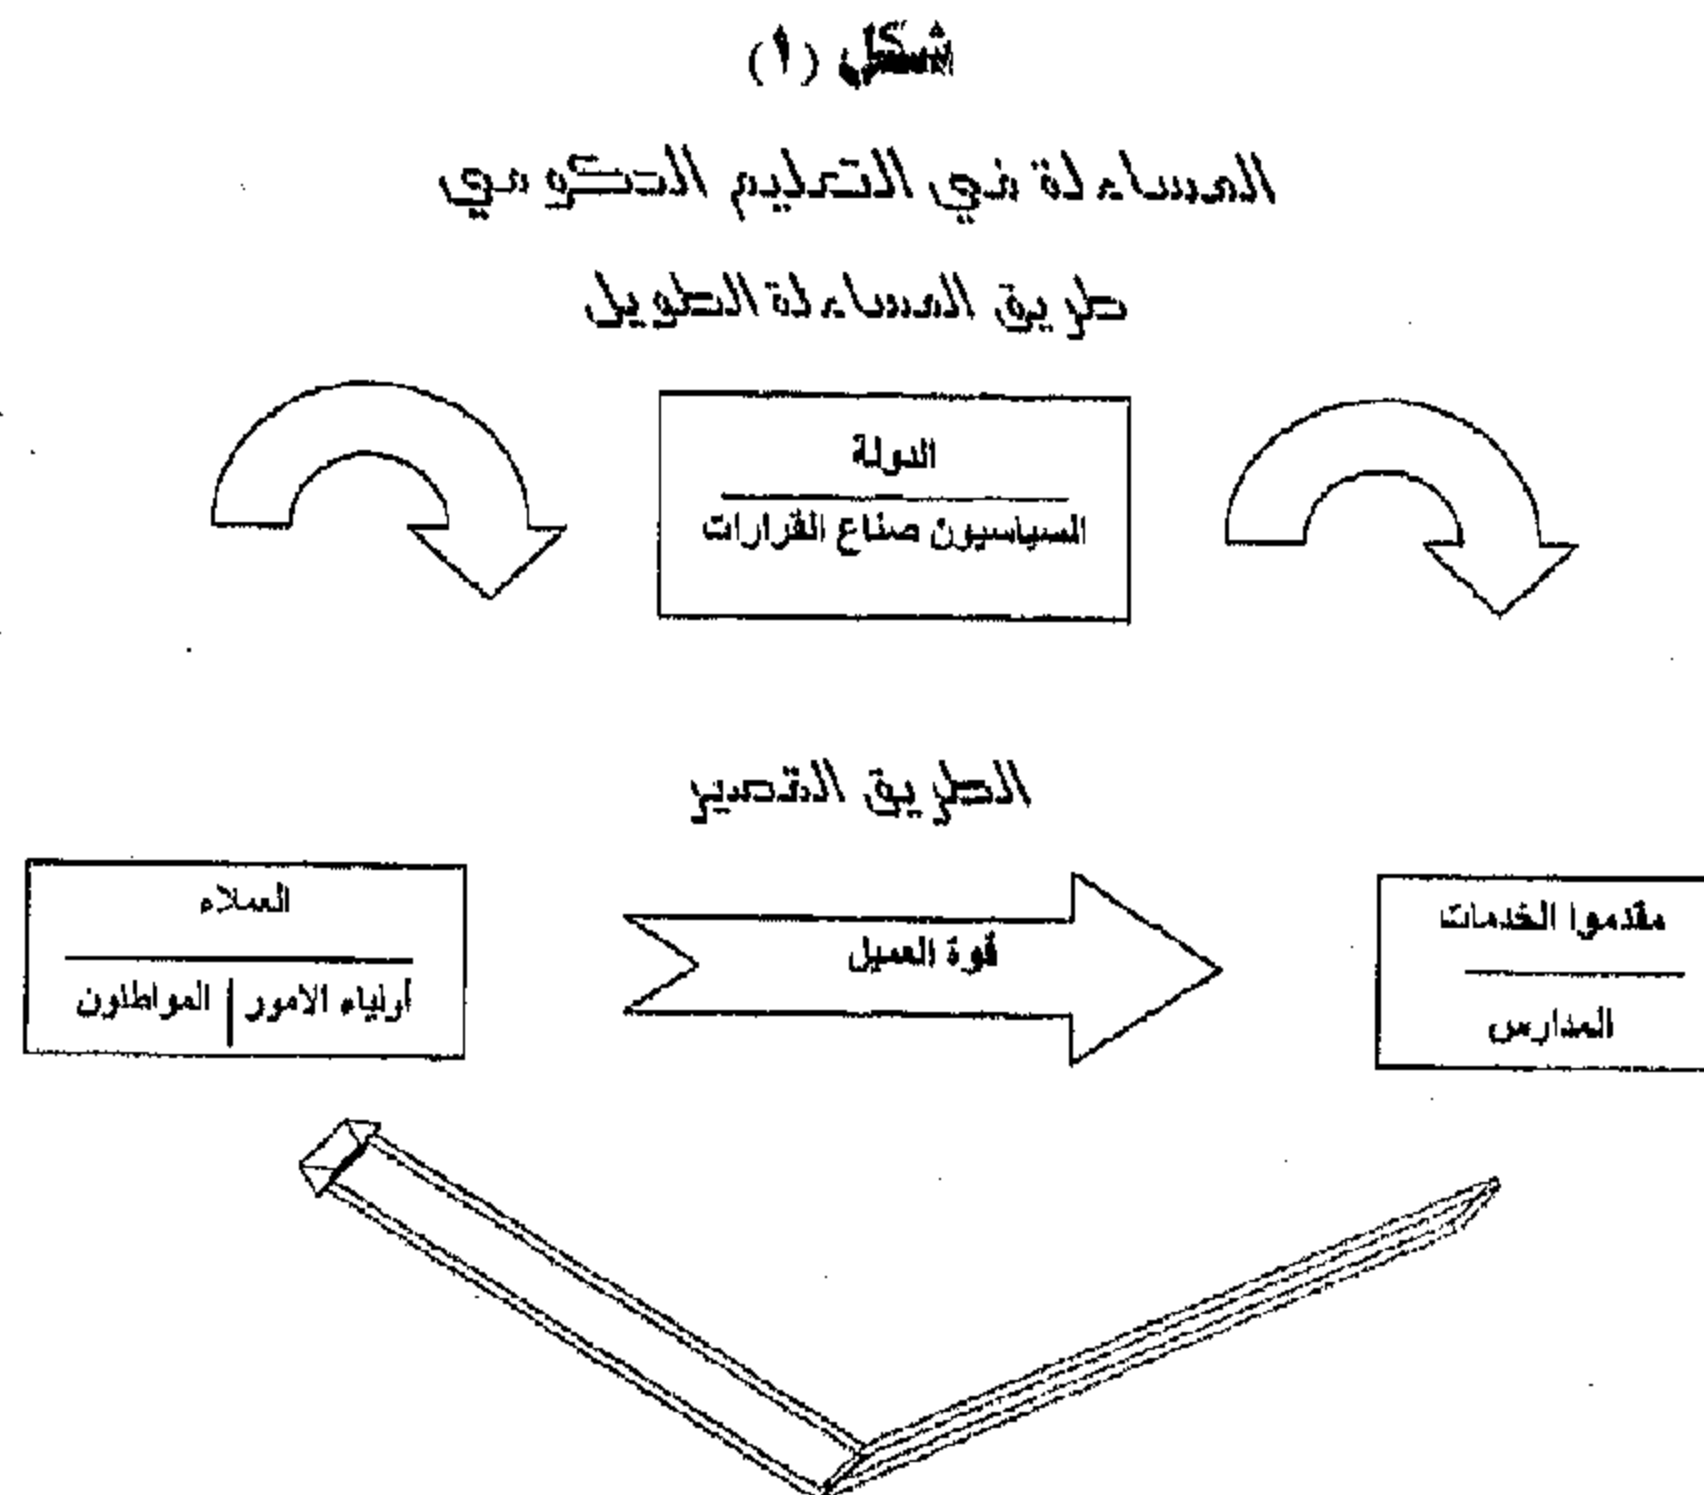 شكل (١)
المساءلة في التعليم الحكومي
طريق المساءلة الطويل
الدولة
السياسيون صناع القرارات
الطريق القصير
مقدموا الخدمات
المدارس
قوة العميل
العملاء
أولياء الامور | المواطنون